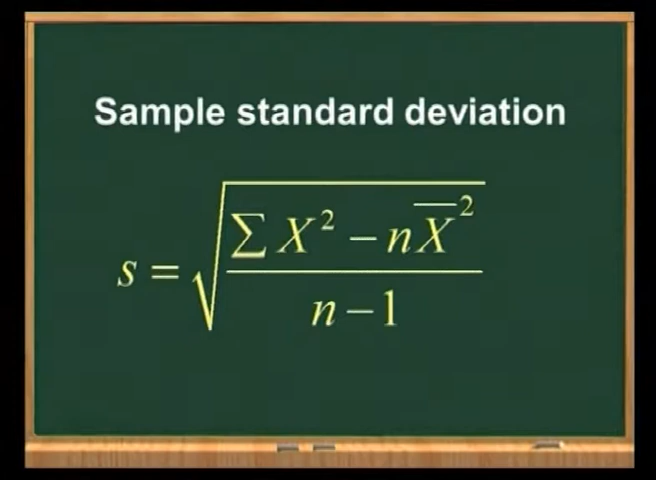 Sample standard deviation
s = √((∑ X² − nX̅²) / (n − 1))